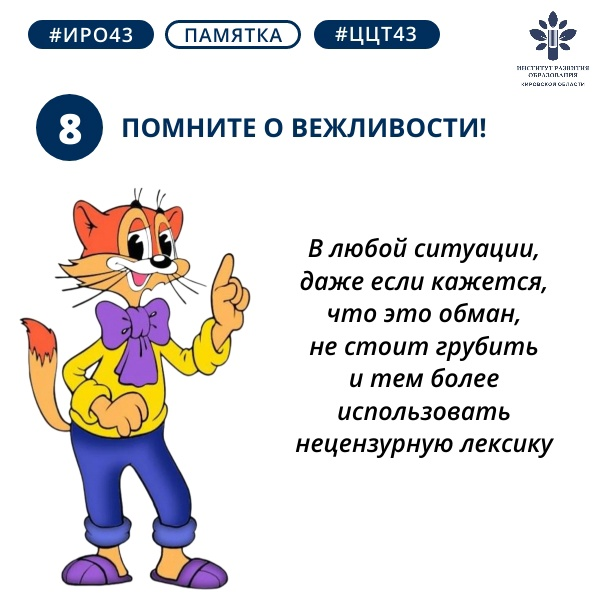 #ИРО43
ПАМЯТКА
#ЦЦТ43
ИНСТИТУТ РАЗВИТИЯ
ОБРАЗОВАНИЯ
КИРОВСКОЙ ОБЛАСТИ
8
ПОМНИТЕ О ВЕЖЛИВОСТИ!
В любой ситуации,
даже если кажется,
что это обман,
не стоит грубить
и тем более
использовать
нецензурную лексику